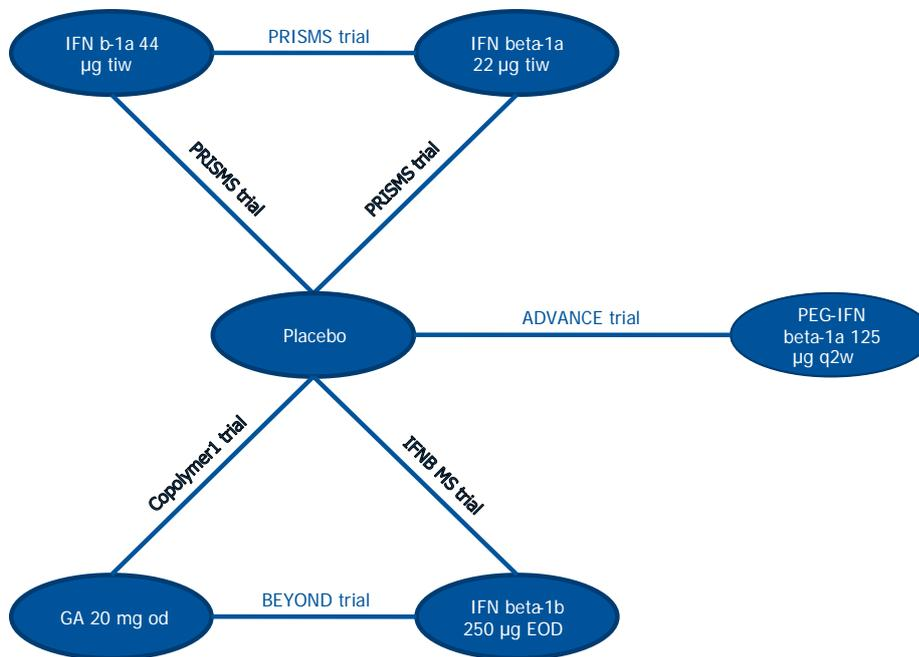 IFN b-1a 44
µg tiw
PRISMS trial
IFN beta-1a
22 µg tiw
PRISMS trial
PRISMS trial
Placebo
ADVANCE trial
PEG-IFN
beta-1a 125
µg q2w
Copolymer1 trial
IFNB MS trial
GA 20 mg od
BEYOND trial
IFN beta-1b
250 µg EOD